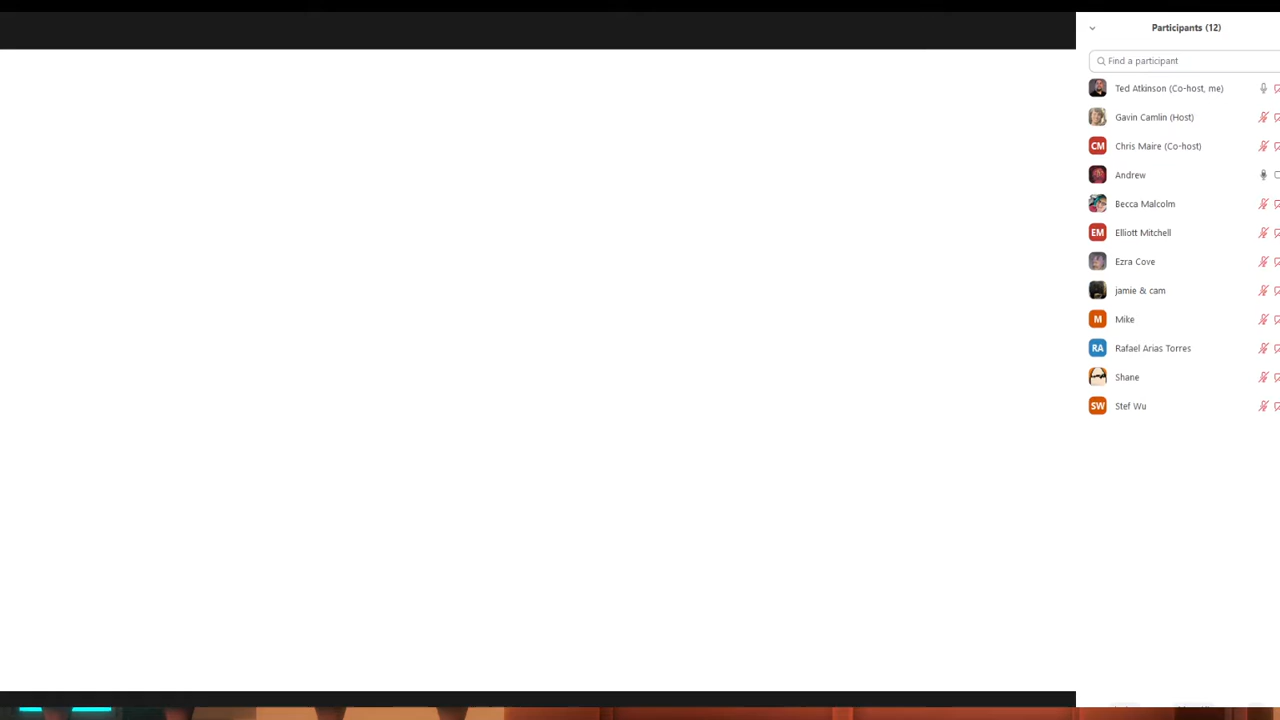 Participants (12)
Find a participant
Ted Atkinson (Co-host, me)
Gavin Camlin (Host)
CM Chris Maire (Co-host)
Andrew
Becca Malcolm
EM Elliott Mitchell
Ezra Cove
jamie & cam
M Mike
RA Rafael Arias Torres
Shane
SW Stef Wu